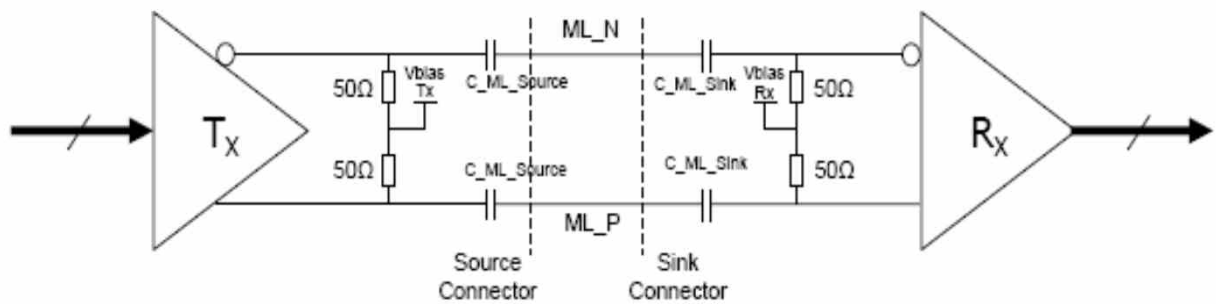 ML_N
C_ML_Source
C_ML_Sink
Vbias
Tx
Vbias
Rx
50Ω
50Ω
TX
RX
50Ω
50Ω
C_ML_Source
C_ML_Sink
ML_P
Source
Connector
Sink
Connector